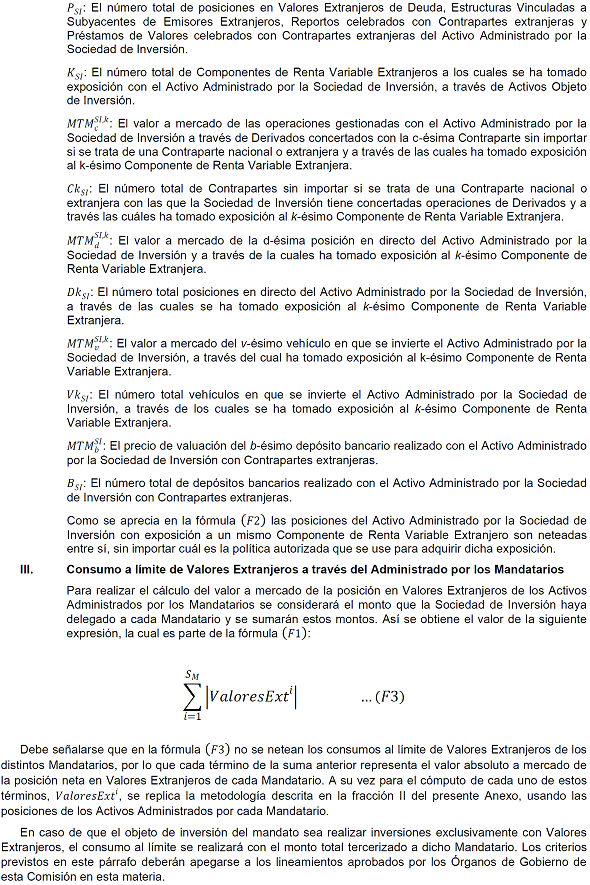 P_SI: El número total de posiciones en Valores Extranjeros de Deuda, Estructuras Vinculadas a
Subyacentes de Emisores Extranjeros, Reportos celebrados con Contrapartes extranjeras y
Préstamos de Valores celebrados con Contrapartes extranjeras del Activo Administrado por la
Sociedad de Inversión.
K_SI: El número total de Componentes de Renta Variable Extranjeros a los cuales se ha tomado
exposición con el Activo Administrado por la Sociedad de Inversión, a través de Activos Objeto
de Inversión.
MTM_c^SI,k: El valor a mercado de las operaciones gestionadas con el Activo Administrado por la
Sociedad de Inversión a través de Derivados concertados con la c-ésima Contraparte sin importar
si se trata de una Contraparte nacional o extranjera y a través de las cuales ha tomado exposición
al k-ésimo Componente de Renta Variable Extranjera.
Ck_SI: El número total de Contrapartes sin importar si se trata de una Contraparte nacional o
extranjera con las que la Sociedad de Inversión tiene concertadas operaciones de Derivados y a
través las cuáles ha tomado exposición al k-ésimo Componente de Renta Variable Extranjera.
MTM_d^SI,k: El valor a mercado de la d-ésima posición en directo del Activo Administrado por la
Sociedad de Inversión y a través de la cuales ha tomado exposición al k-ésimo Componente de
Renta Variable Extranjera.
Dk_SI: El número total posiciones en directo del Activo Administrado por la Sociedad de Inversión,
a través de las cuales se ha tomado exposición al k-ésimo Componente de Renta Variable
Extranjera.
MTM_v^SI,k: El valor a mercado del v-ésimo vehículo en que se invierte el Activo Administrado por la
Sociedad de Inversión, a través del cual ha tomado exposición al k-ésimo Componente de Renta
Variable Extranjera.
Vk_SI: El número total vehículos en que se invierte el Activo Administrado por la Sociedad de
Inversión, a través de los cuales se ha tomado exposición al k-ésimo Componente de Renta
Variable Extranjera.
MTM_b^SI: El precio de valuación del b-ésimo depósito bancario realizado con el Activo Administrado
por la Sociedad de Inversión con Contrapartes extranjeras.
B_SI: El número total de depósitos bancarios realizado con el Activo Administrado por la Sociedad
de Inversión con Contrapartes extranjeras.
Como se aprecia en la fórmula (F2) las posiciones del Activo Administrado por la Sociedad de
Inversión con exposición a un mismo Componente de Renta Variable Extranjero son neteadas
entre sí, sin importar cuál es la política autorizada que se use para adquirir dicha exposición.
III. Consumo a límite de Valores Extranjeros a través del Administrado por los Mandatarios
Para realizar el cálculo del valor a mercado de la posición en Valores Extranjeros de los Activos
Administrados por los Mandatarios se considerará el monto que la Sociedad de Inversión haya
delegado a cada Mandatario y se sumarán estos montos. Así se obtiene el valor de la siguiente
expresión, la cual es parte de la fórmula (F1):
∑_{i=1}^{S_M} |ValoresExt^i| ... (F3)
Debe señalarse que en la fórmula (F3) no se netean los consumos al límite de Valores Extranjeros de los
distintos Mandatarios, por lo que cada término de la suma anterior representa el valor absoluto a mercado de
la posición neta en Valores Extranjeros de cada Mandatario. A su vez para el cómputo de cada uno de estos
términos, ValoresExt^i, se replica la metodología descrita en la fracción II del presente Anexo, usando las
posiciones de los Activos Administrados por cada Mandatario.
En caso de que el objeto de inversión del mandato sea realizar inversiones exclusivamente con Valores
Extranjeros, el consumo al límite se realizará con el monto total tercerizado a dicho Mandatario. Los criterios
previstos en este párrafo deberán apegarse a los lineamientos aprobados por los Órganos de Gobierno de
esta Comisión en esta materia.